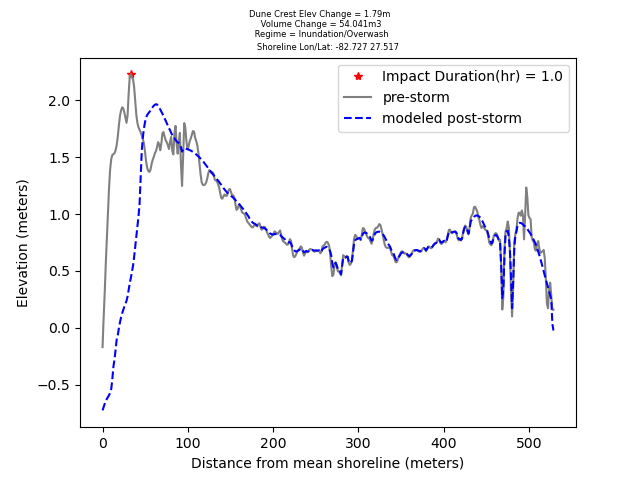 Dune Crest Elev Change = 1.79m
Volume Change = 54.041m3
Regime = Inundation/Overwash
Shoreline Lon/Lat: -82.727 27.517
Impact Duration(hr) = 1.0
pre-storm
modeled post-storm
Elevation (meters)
2.0
1.5
1.0
0.5
0.0
−0.5
0 100 200 300 400 500
Distance from mean shoreline (meters)